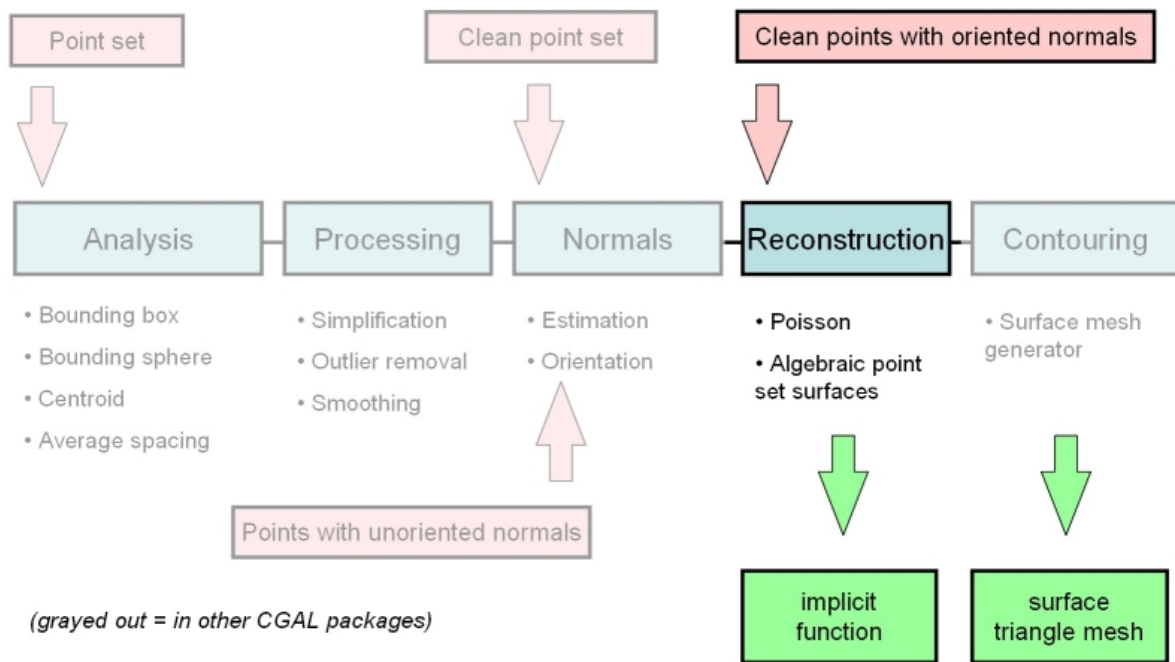 Point set
Clean point set
Clean points with oriented normals
Analysis
Processing
Normals
Reconstruction
Contouring
• Bounding box
• Bounding sphere
• Centroid
• Average spacing
• Simplification
• Outlier removal
• Smoothing
• Estimation
• Orientation
• Poisson
• Algebraic point
set surfaces
• Surface mesh
generator
Points with unoriented normals
(grayed out = in other CGAL packages)
implicit
function
surface
triangle mesh